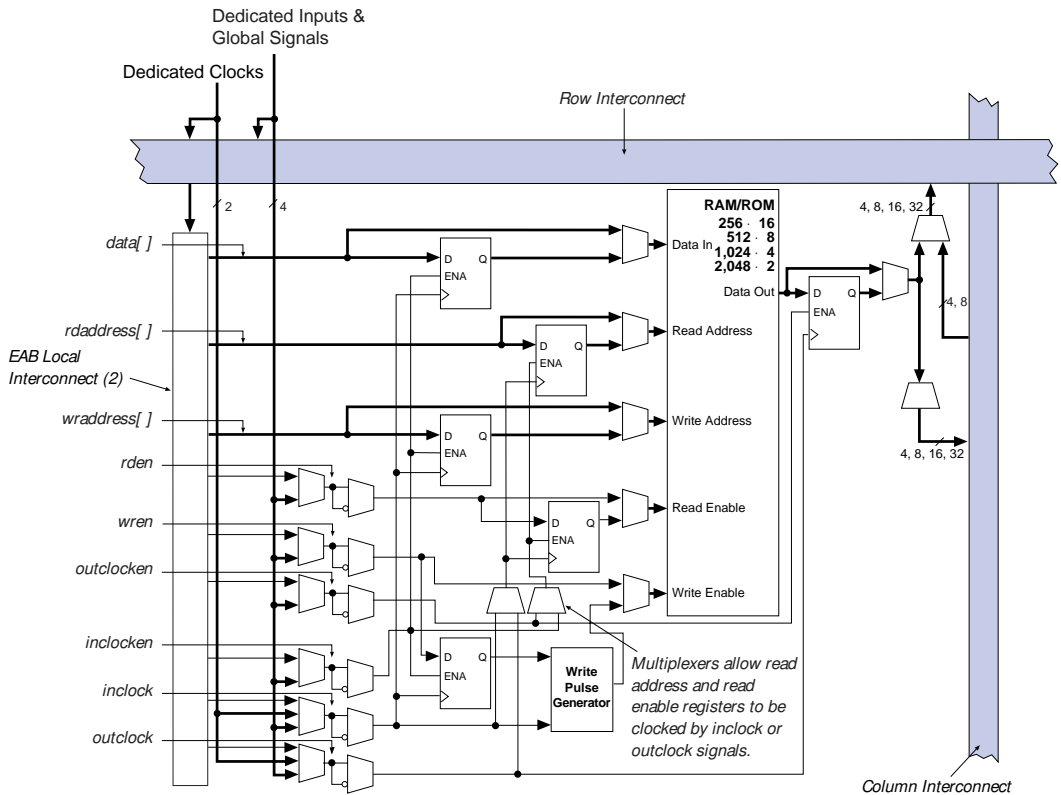 Dedicated Inputs &
Global Signals
Dedicated Clocks
Row Interconnect
2
4
4, 8, 16, 32
RAM/ROM
256 · 16
512 · 8
1,024 · 4
2,048 · 2
data[ ]
D
Q
ENA
Data In
Data Out
D
Q
ENA
4, 8
rdaddress[ ]
D
Q
ENA
Read Address
EAB Local
Interconnect (2)
wraddress[ ]
D
Q
ENA
Write Address
4, 8, 16, 32
rden
Read Enable
wren
D
Q
ENA
outclocken
Write Enable
inclocken
D
Q
ENA
Write
Pulse
Generator
Multiplexers allow read
address and read
enable registers to be
clocked by inclock or
outclock signals.
inclock
outclock
Column Interconnect